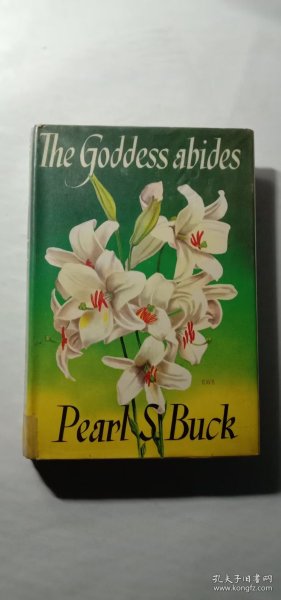 The Goddess abides
Pearl S. Buck
孔夫子旧书网
www.kongfz.com